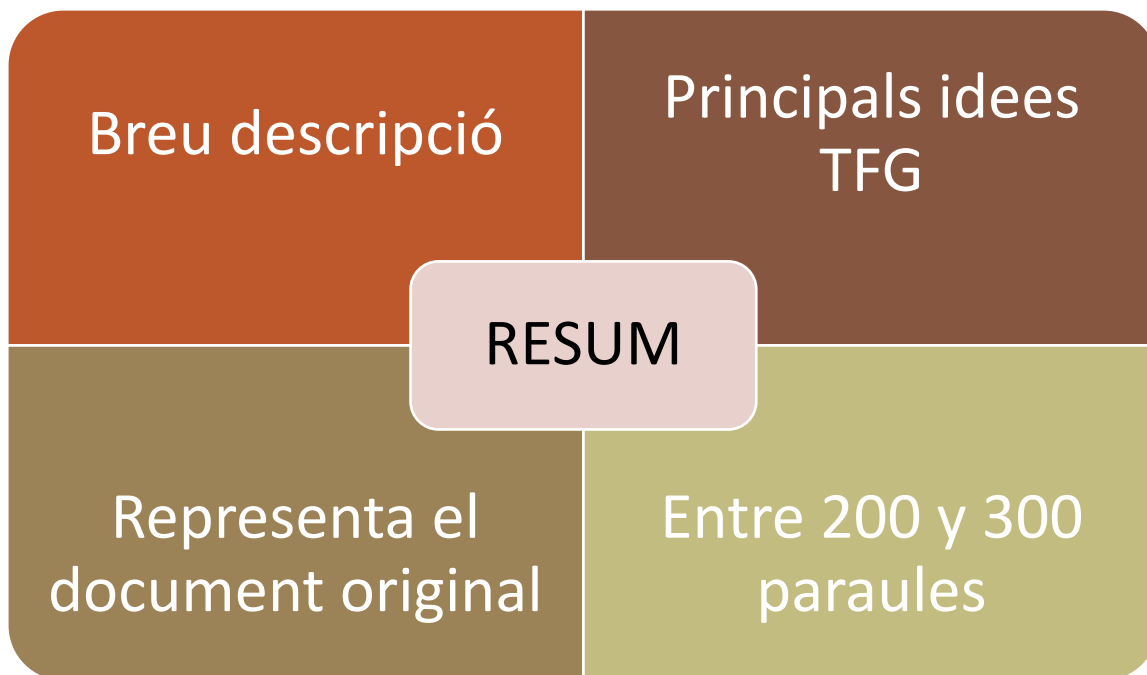 Breu descripció
Principals idees
TFG
RESUM
Representa el
document original
Entre 200 y 300
paraules